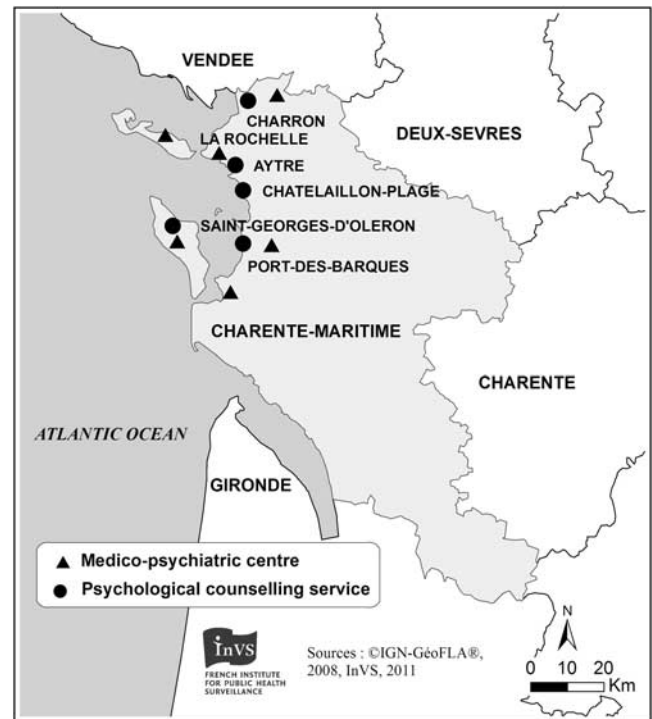 VENDEE
CHARRON
DEUX-SEVRES
LA ROCHELLE
AYTRE
CHATELAILLON-PLAGE
SAINT-GEORGES-D'OLERON
PORT-DES-BARQUES
CHARENTE-MARITIME
CHARENTE
ATLANTIC OCEAN
GIRONDE
Medico-psychiatric centre
Psychological counselling service
InVS
FRENCH INSTITUTE
FOR PUBLIC HEALTH
SURVEILLANCE
Sources : ©IGN-GéoFLA®,
2008, InVS, 2011
N
0 10 20
Km